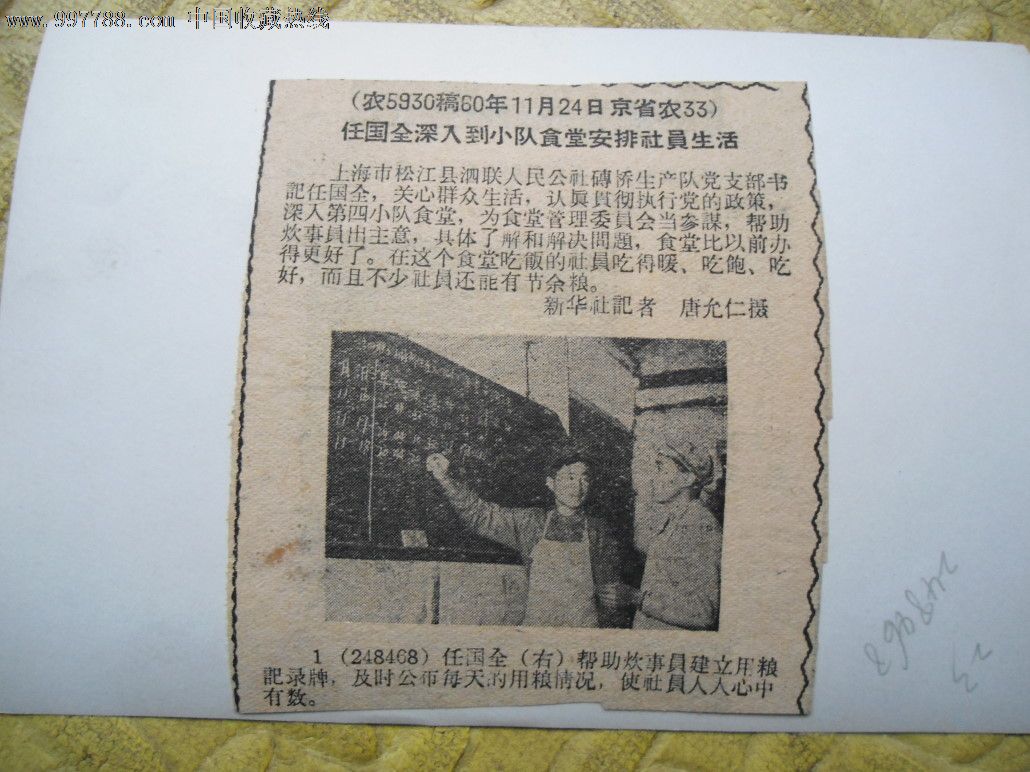 www.997788.com 中国收藏热线
(农5930稿60年11月24日京省农33)
任国全深入到小队食堂安排社員生活
上海市松江县泗联人民公社磚桥生产队党支部书
記任国全，关心群众生活，认眞貫彻执行党的政策，
深入第四小队食堂，为食堂管理委員会当参謀，帮助
炊事員出主意，具体了解和解决問題，食堂比以前办
得更好了。在这个食堂吃飯的社員吃得暖、吃飽、吃
好，而且不少社員还能有节余粮。
新华社記者 唐允仁摄
1 (248468) 任国全（右）帮助炊事員建立用粮
記录牌，及时公布每天的用粮情况，使社員人人心中
有数。